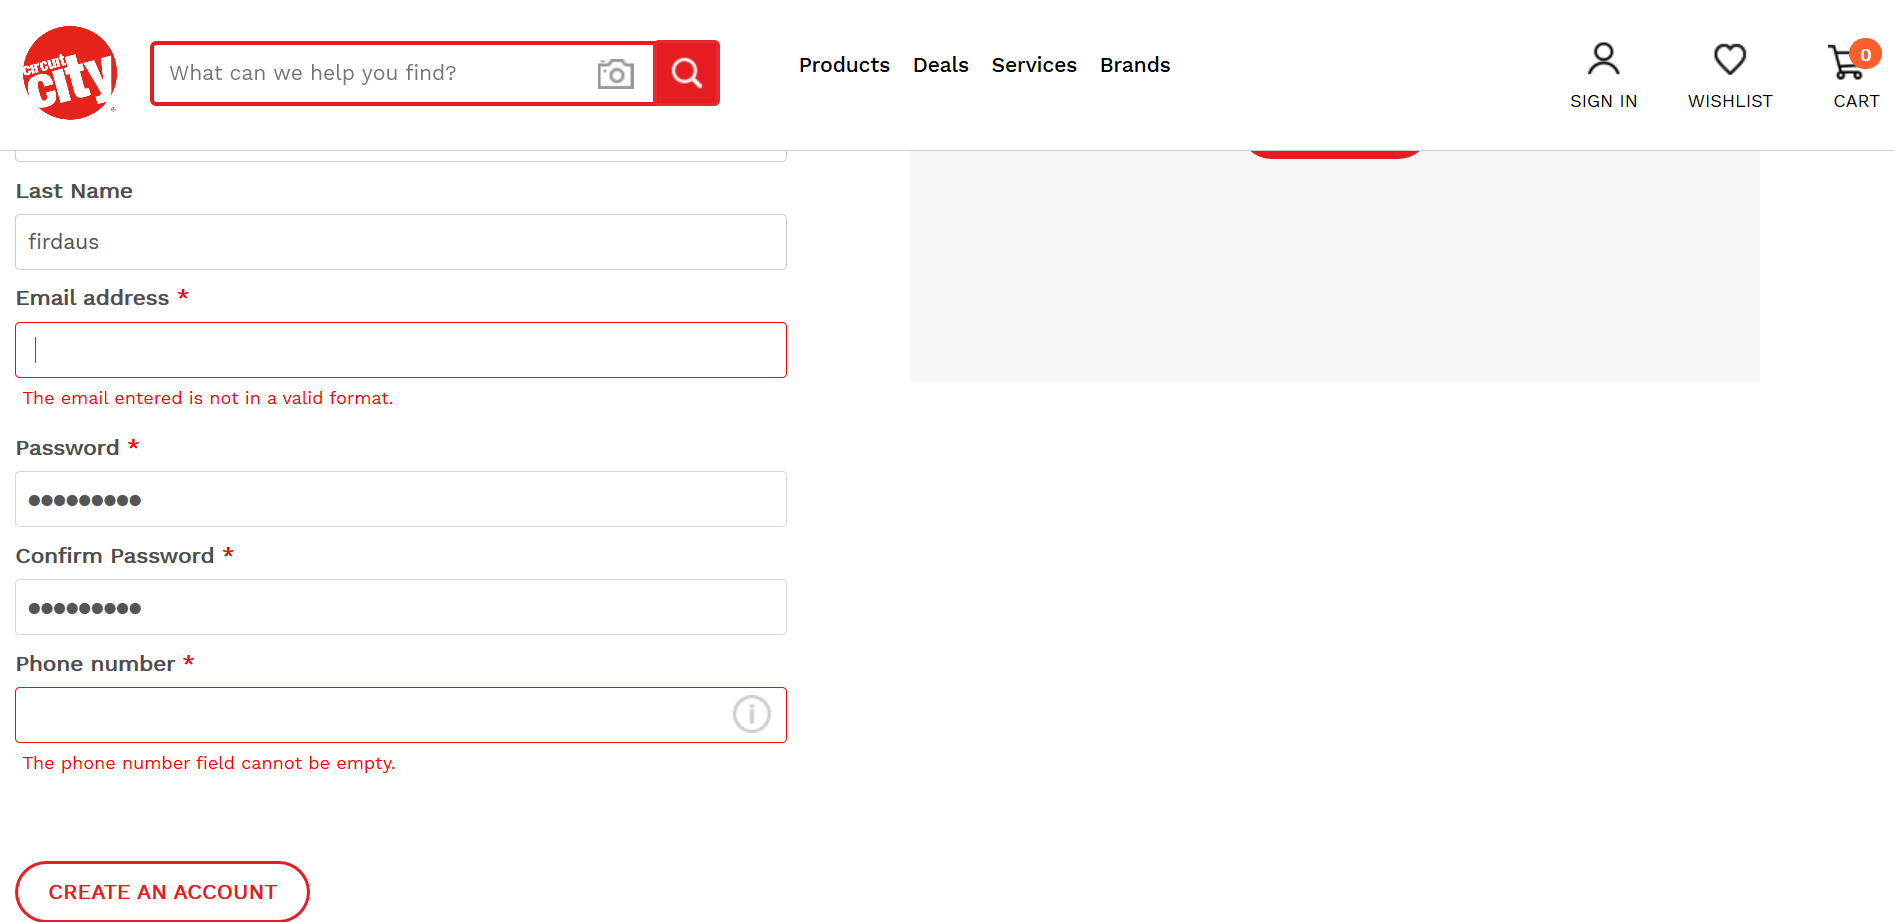 circuit
city
What can we help you find?
Products Deals Services Brands
SIGN IN
WISHLIST
0
CART
Last Name
firdaus
Email address *
The email entered is not in a valid format.
Password *
●●●●●●●●●
Confirm Password *
●●●●●●●●●
Phone number *
i
The phone number field cannot be empty.
CREATE AN ACCOUNT